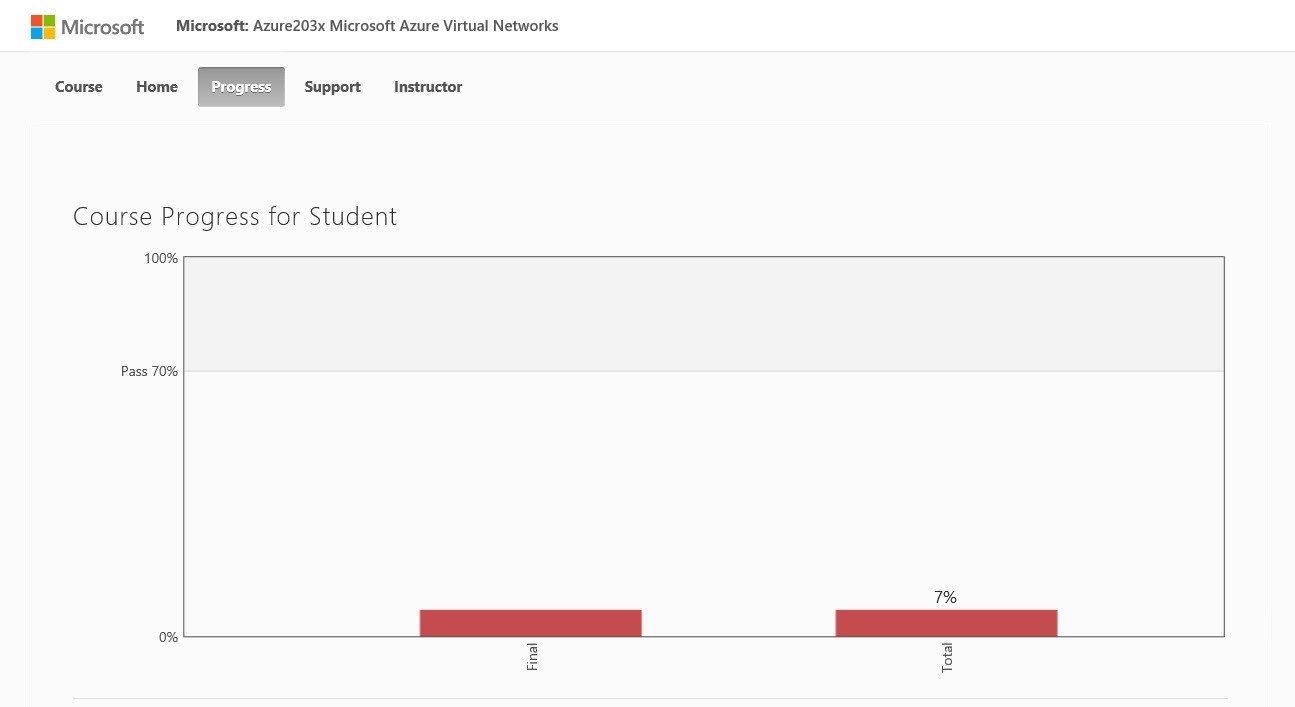 Microsoft Microsoft: Azure203x Microsoft Azure Virtual Networks
Course Home Progress Support Instructor
Course Progress for Student
100%
Pass 70%
7%
0%
Final
Total